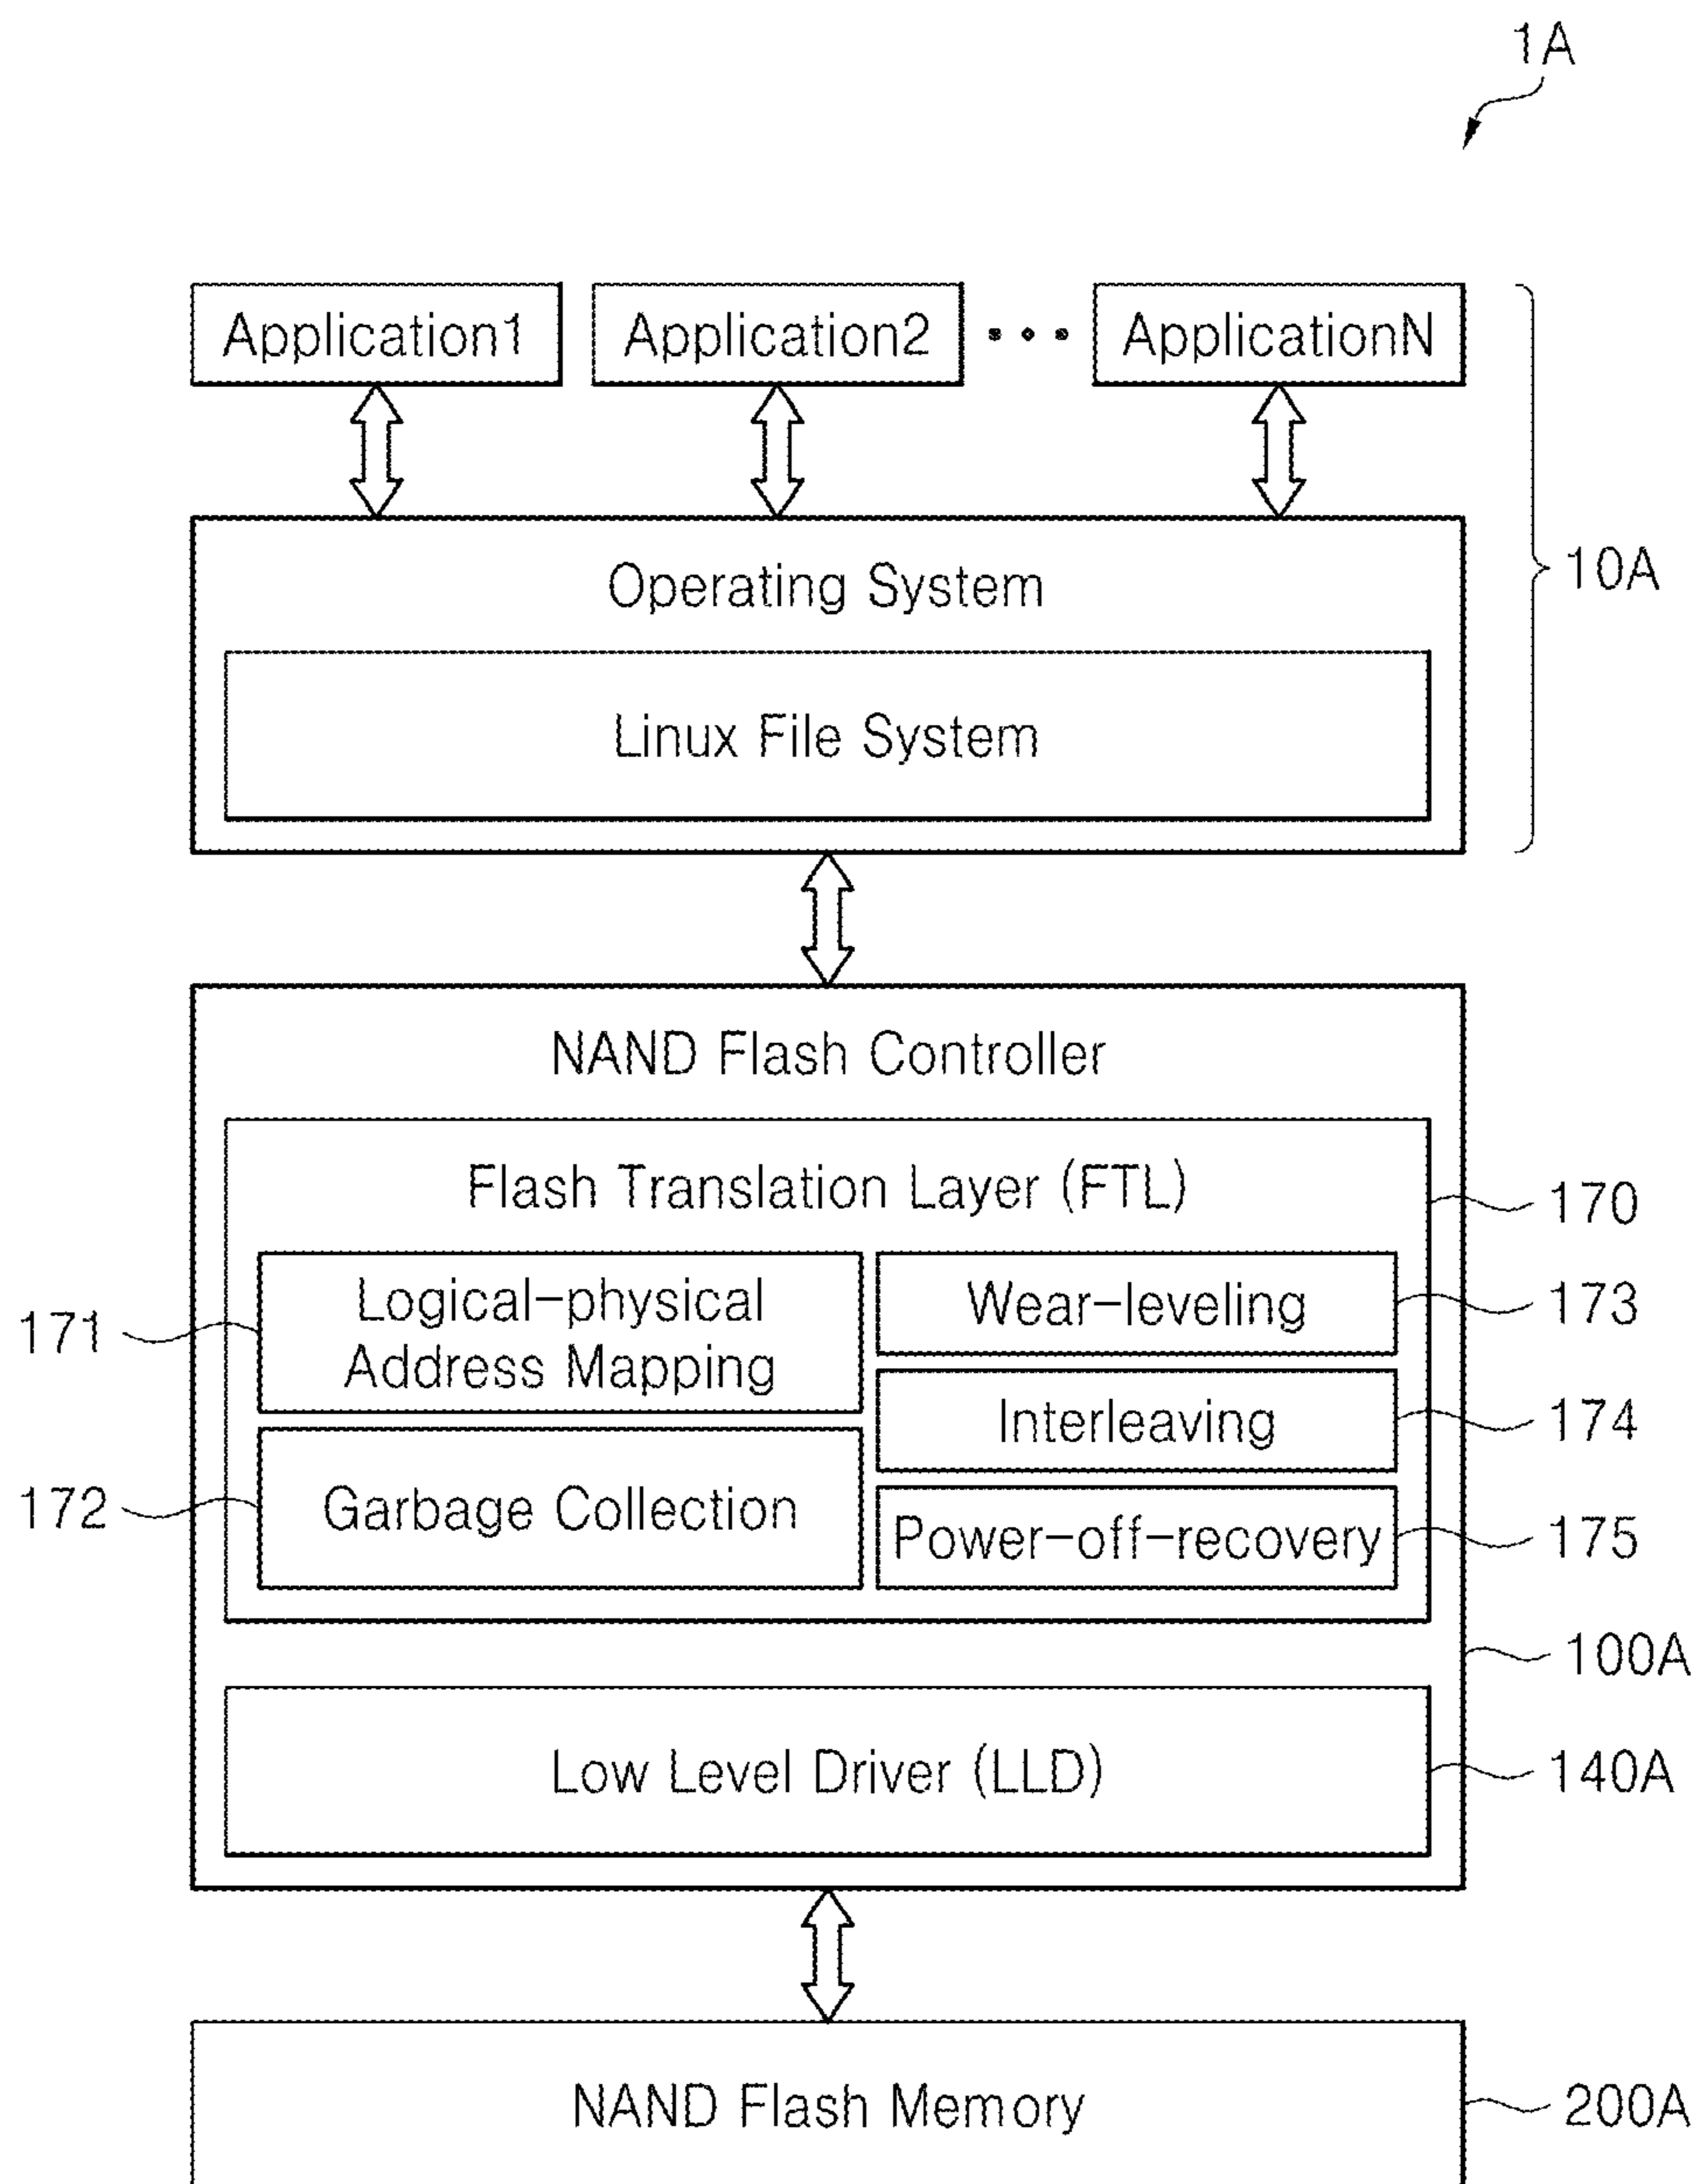 1A
Application1 Application2 ••• ApplicationN
Operating System
10A
Linux File System
NAND Flash Controller
Flash Translation Layer (FTL)
170
Logical-physical
Address Mapping
171
Wear-leveling
173
Interleaving
174
Garbage Collection
172
Power-off-recovery
175
100A
Low Level Driver (LLD)
140A
NAND Flash Memory
200A